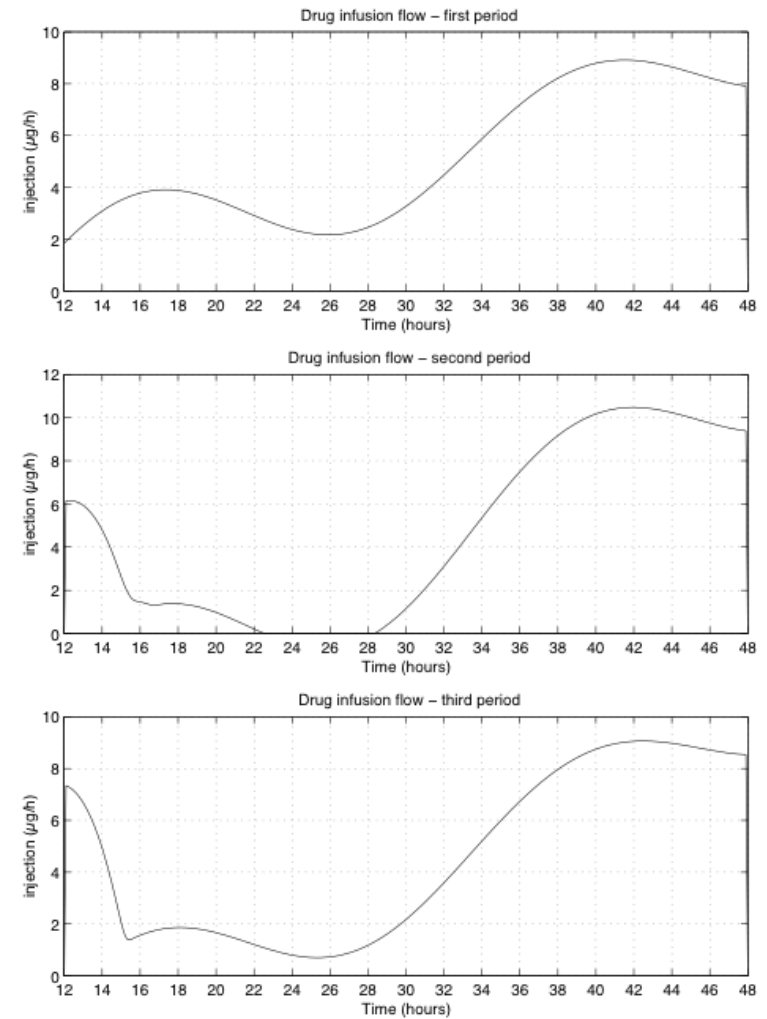 Drug infusion flow – first period
10
8
6
4
2
0
injection (µg/h)
12 14 16 18 20 22 24 26 28 30 32 34 36 38 40 42 44 46 48
Time (hours)
Drug infusion flow – second period
12
10
8
6
4
2
0
injection (µg/h)
12 14 16 18 20 22 24 26 28 30 32 34 36 38 40 42 44 46 48
Time (hours)
Drug infusion flow – third period
10
8
6
4
2
0
injection (µg/h)
12 14 16 18 20 22 24 26 28 30 32 34 36 38 40 42 44 46 48
Time (hours)